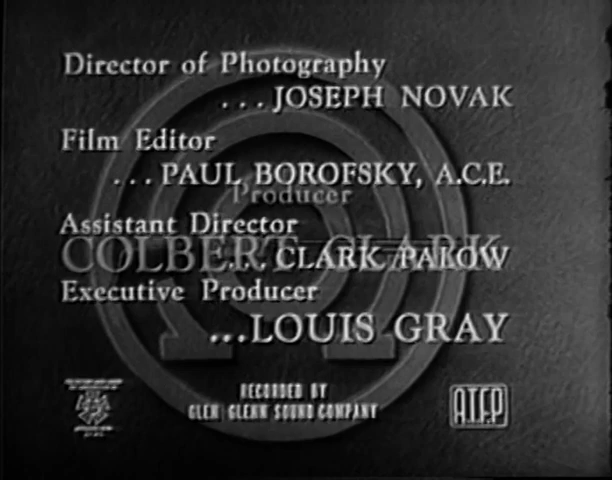 Director of Photography
...JOSEPH NOVAK
Film Editor
...PAUL BOROFSKY, A.C.E.
Producer
Assistant Director
COLBERT CLARK
...CLARK PALOW
Executive Producer
...LOUIS GRAY
RECORDED BY
GLEN GLENN SOUND COMPANY
ATFP